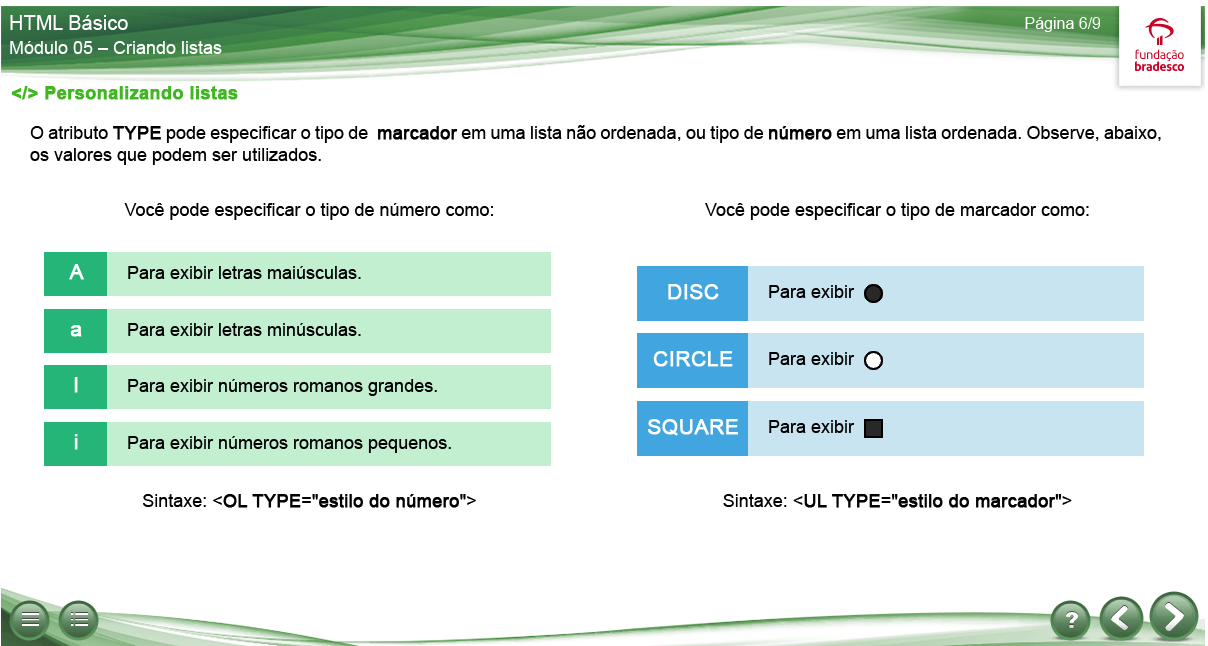 HTML Básico
Módulo 05 – Criando listas
Página 6/9
fundação
bradesco
</> Personalizando listas
O atributo TYPE pode especificar o tipo de marcador em uma lista não ordenada, ou tipo de número em uma lista ordenada. Observe, abaixo,
os valores que podem ser utilizados.
Você pode especificar o tipo de número como:
A Para exibir letras maiúsculas.
a Para exibir letras minúsculas.
I Para exibir números romanos grandes.
i Para exibir números romanos pequenos.
Sintaxe: <OL TYPE="estilo do número">
Você pode especificar o tipo de marcador como:
DISC Para exibir
CIRCLE Para exibir
SQUARE Para exibir
Sintaxe: <UL TYPE="estilo do marcador">
?